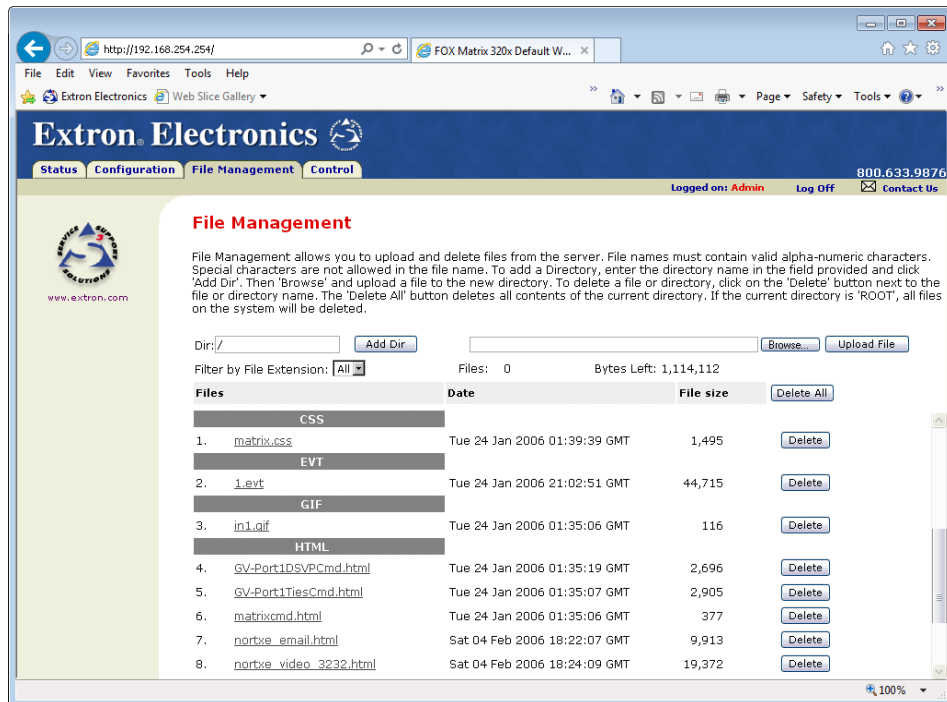 http://192.168.254.254/
FOX Matrix 320x Default W...
File Edit View Favorites Tools Help
Extron Electronics Web Slice Gallery Page Safety Tools
Extron® Electronics
Status Configuration File Management Control
800.633.9876
Logged on: Admin Log Off Contact Us
SERVICE SUPPORT SOLUTIONS
3
www.extron.com
File Management
File Management allows you to upload and delete files from the server. File names must contain valid alpha-numeric characters.
Special characters are not allowed in the file name. To add a Directory, enter the directory name in the field provided and click
'Add Dir'. Then 'Browse' and upload a file to the new directory. To delete a file or directory, click on the 'Delete' button next to the
file or directory name. The 'Delete All' button deletes all contents of the current directory. If the current directory is 'ROOT', all files
on the system will be deleted.
Dir: / Add Dir Browse... Upload File
Filter by File Extension: All Files: 0 Bytes Left: 1,114,112
Files Date File size Delete All
CSS
1. matrix.css Tue 24 Jan 2006 01:39:39 GMT 1,495 Delete
EVT
2. 1.evt Tue 24 Jan 2006 21:02:51 GMT 44,715 Delete
GIF
3. in1.gif Tue 24 Jan 2006 01:35:06 GMT 116 Delete
HTML
4. GV-Port1DSVPCmd.html Tue 24 Jan 2006 01:35:19 GMT 2,696 Delete
5. GV-Port1TiesCmd.html Tue 24 Jan 2006 01:35:07 GMT 2,905 Delete
6. matrixcmd.html Tue 24 Jan 2006 01:35:06 GMT 377 Delete
7. nortxe_email.html Sat 04 Feb 2006 18:22:07 GMT 9,913 Delete
8. nortxe_video_3232.html Sat 04 Feb 2006 18:24:09 GMT 19,372 Delete
100%